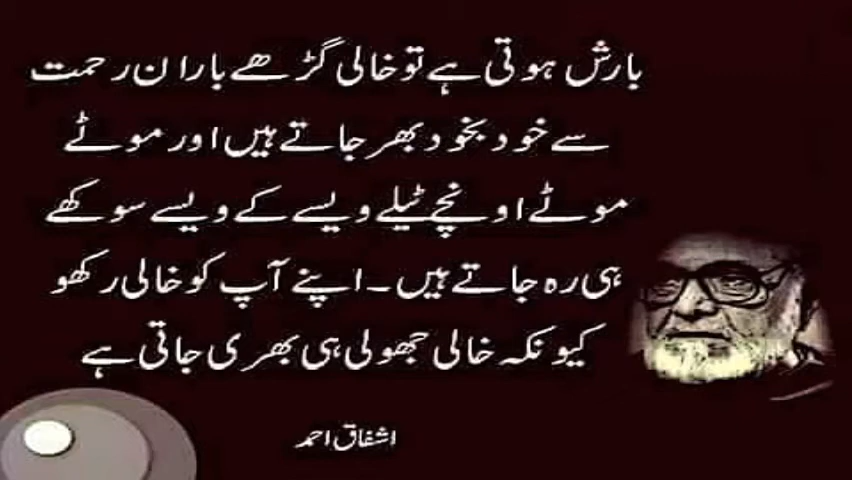 بارش ہوتی ہے تو خالی گڑھے باران رحمت
سے خود بخود بھر جاتے ہیں اور موٹے
موٹے اونچے ٹیلے ویسے کے ویسے سوکھے
ہی رہ جاتے ہیں۔ اپنے آپ کو خالی رکھو
کیونکہ خالی جھولی ہی بھری جاتی ہے
اشفاق احمد